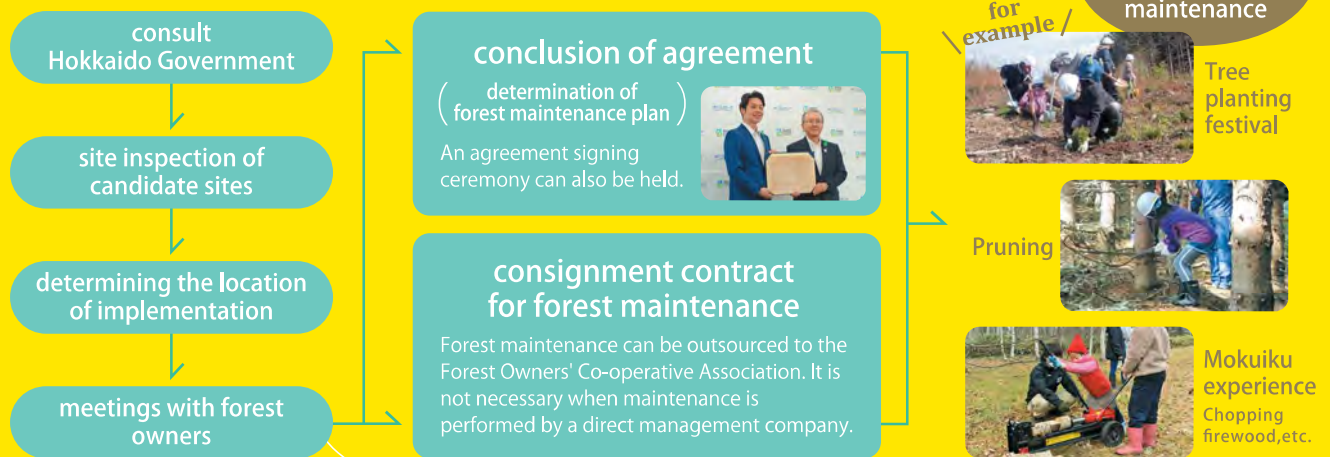 consult
Hokkaido Government
site inspection of
candidate sites
determining the location
of implementation
meetings with forest
owners
conclusion of agreement
( determination of
forest maintenance plan )
An agreement signing
ceremony can also be held.
consignment contract
for forest maintenance
Forest maintenance can be outsourced to the
Forest Owners' Co-operative Association. It is
not necessary when maintenance is
performed by a direct management company.
maintenance
\ for
example /
Tree
planting
festival
Pruning
Mokuiku
experience
Chopping
firewood,etc.